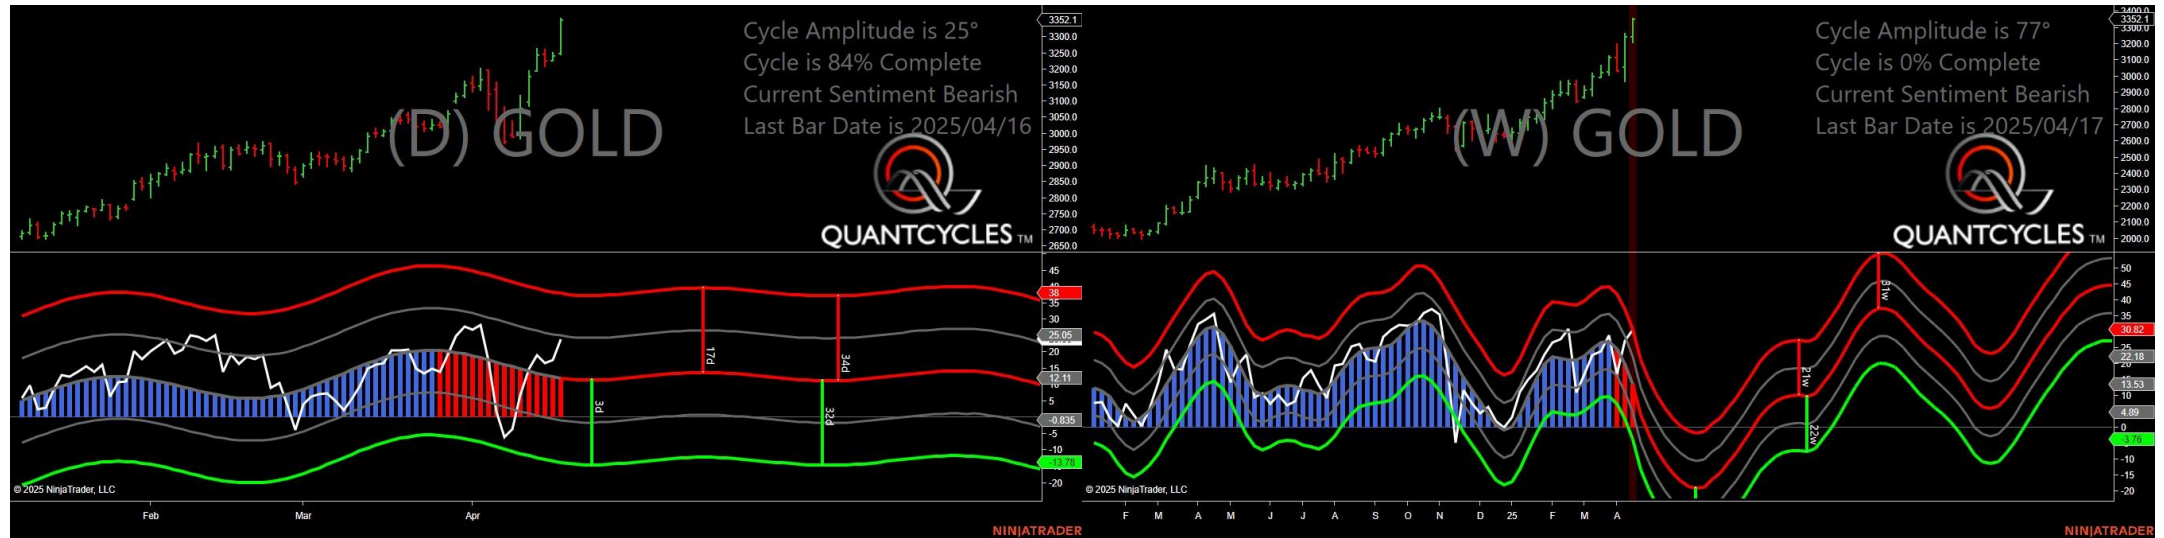 Cycle Amplitude is 25°
Cycle is 84% Complete
Current Sentiment Bearish
Last Bar Date is 2025/04/16
(D) GOLD
QUANTCYCLES TM
3352.1
3300.0
3250.0
3200.0
3150.0
3100.0
3050.0
3000.0
2950.0
2900.0
2850.0
2800.0
2750.0
2700.0
2650.0
45
38
35
30
25.05
20
15
12.11
10
5
-0.835
-5
-13.78
-20
17d
34d
3d
32d
© 2025 NinjaTrader, LLC
Feb
Mar
Apr
NINJATRADER
Cycle Amplitude is 77°
Cycle is 0% Complete
Current Sentiment Bearish
Last Bar Date is 2025/04/17
(W) GOLD
QUANTCYCLES TM
3400.0
3352.1
3200.0
3100.0
3000.0
2900.0
2800.0
2700.0
2600.0
2500.0
2400.0
2300.0
2200.0
2100.0
2000.0
50
45
40
35
30.82
25
22.18
13.53
10
4.89
0
-3.76
-10
-15
-20
31w
21w
22w
© 2025 NinjaTrader, LLC
F M A M J J A S O N D 25 F M A
NINJATRADER